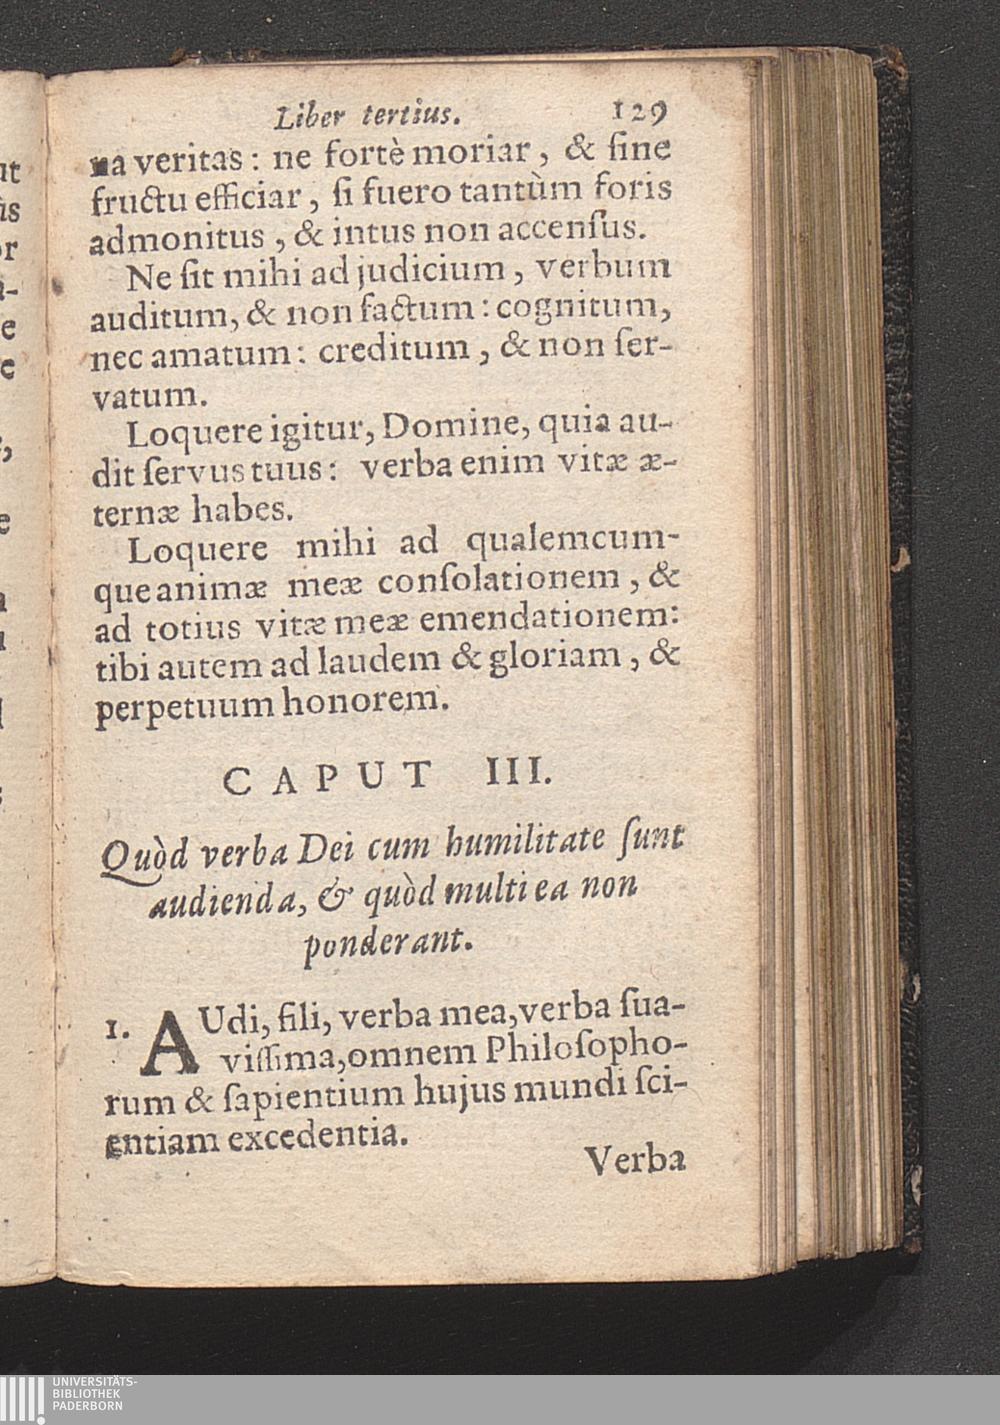 Liber tertius. 129
na veritas: ne fortè moriar, & ſine
fructu efficiar, ſi fuero tantùm foris
admonitus, & intus non accenſus.
Ne ſit mihi ad judicium, verbum
auditum, & non factum: cognitum,
nec amatum: creditum, & non ſer-
vatum.
Loquere igitur, Domine, quia au-
dit ſervus tuus: verba enim vitæ æ-
ternæ habes.
Loquere mihi ad qualemcum-
que animæ meæ conſolationem, &
ad totius vitæ meæ emendationem:
tibi autem ad laudem & gloriam, &
perpetuum honorem.
CAPUT III.
Quòd verba Dei cum humilitate ſunt
audienda, & quòd multi ea non
ponderant.
1. AUdi, fili, verba mea, verba ſua-
viſſima, omnem Philoſopho-
rum & ſapientium hujus mundi ſci-
entiam excedentia.
Verba
UNIVERSITÄTS-
BIBLIOTHEK
PADERBORN